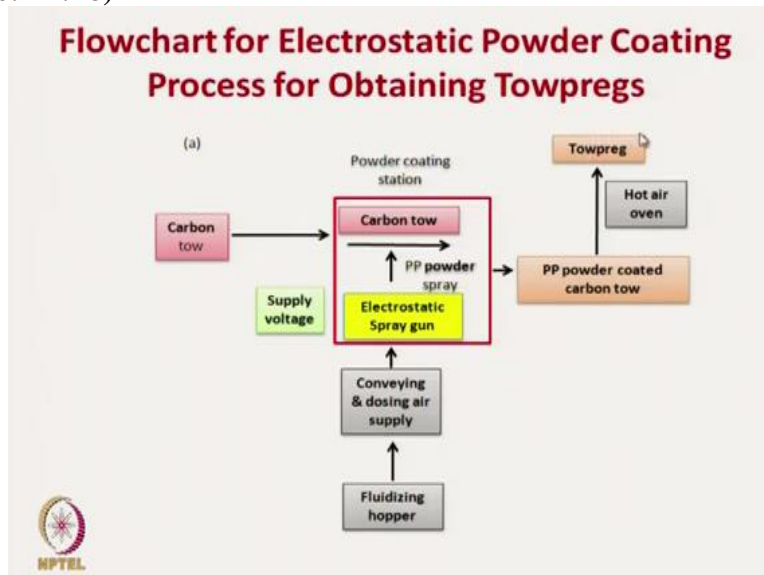 Flowchart for Electrostatic Powder Coating
Process for Obtaining Towpregs
(a)
Powder coating
station
Towpreg
Hot air
oven
Carbon
tow
Carbon tow
PP powder
spray
PP powder coated
carbon tow
Supply
voltage
Electrostatic
Spray gun
Conveying
& dosing air
supply
Fluidizing
hopper
NPTEL